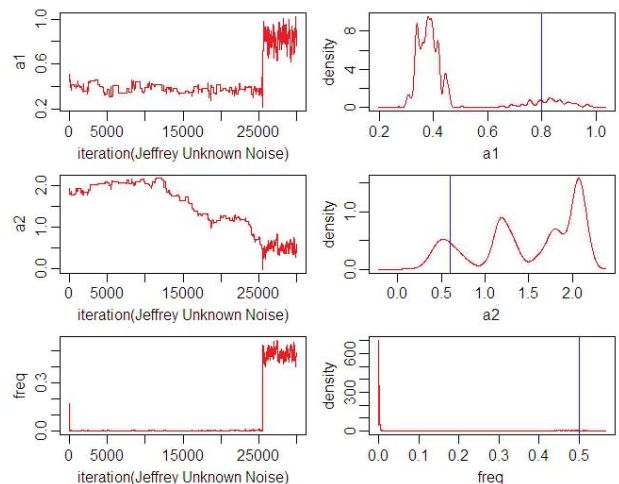 a1
0.2 0.6 1.0
0 5000 15000 25000
iteration(Jeffrey Unknown Noise)
density
0 4 8
0.2 0.4 0.6 0.8 1.0
a1
a2
0.0 1.0 2.0
0 5000 15000 25000
iteration(Jeffrey Unknown Noise)
density
0.0 1.0
0.0 0.5 1.0 1.5 2.0
a2
freq
0.0 0.3
0 5000 15000 25000
iteration(Jeffrey Unknown Noise)
density
0 300 600
0.0 0.1 0.2 0.3 0.4 0.5
freq